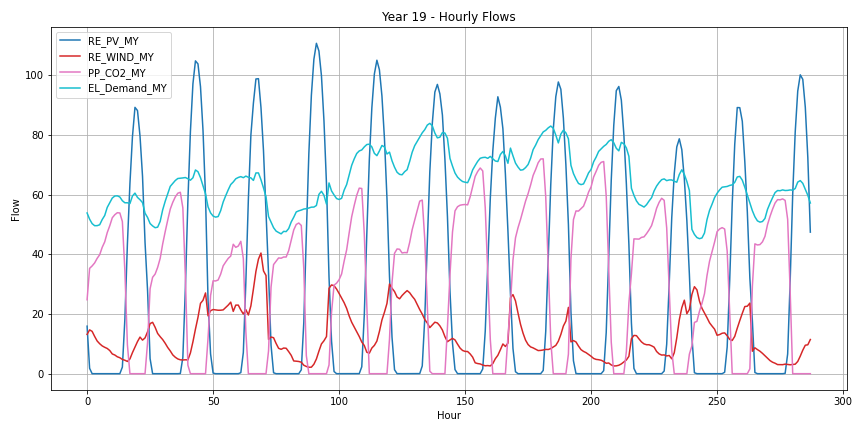 Year 19 - Hourly Flows
RE_PV_MY
RE_WIND_MY
PP_CO2_MY
EL_Demand_MY
100
80
60
40
20
0
Flow
0 50 100 150 200 250 300
Hour